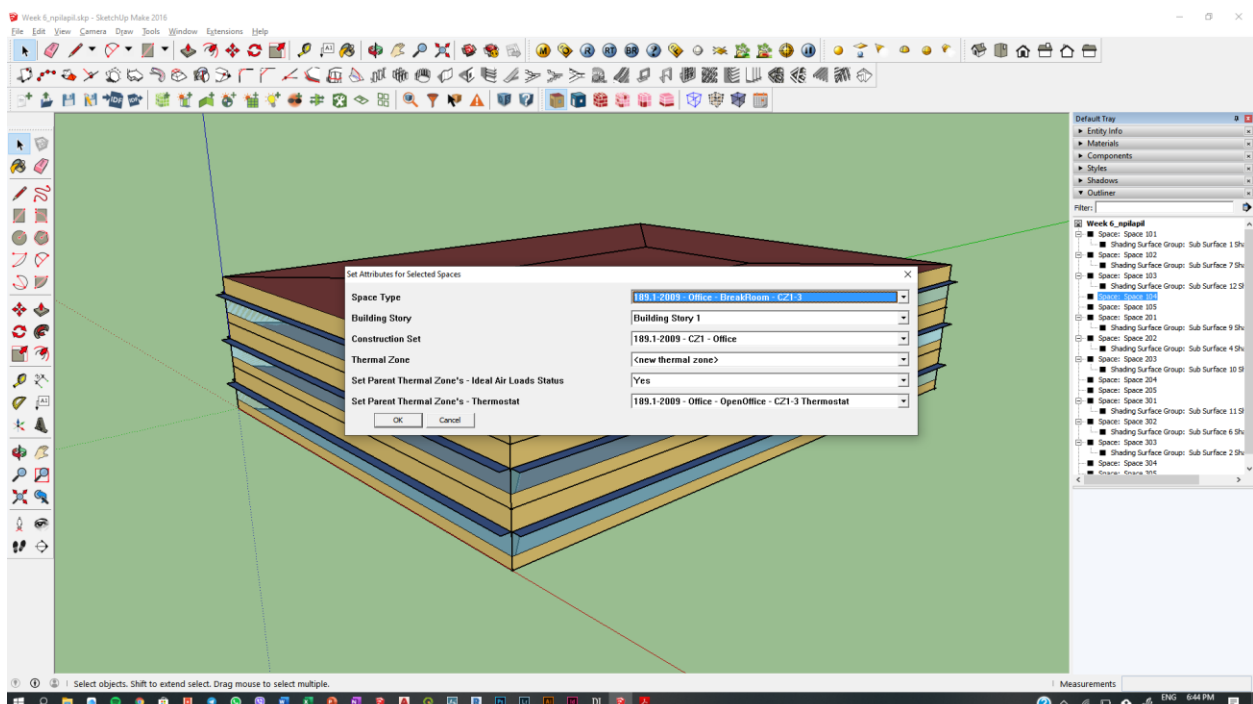 Week 6_npilapil.skp - SketchUp Make 2016
File Edit View Camera Draw Tools Window Extensions Help
Default Tray
Entity Info
Materials
Components
Styles
Shadows
Outliner
Filter:
Week 6_npilapil
Space: Space 101
Shading Surface Group: Sub Surface 1 Sh
Space: Space 102
Shading Surface Group: Sub Surface 7 Sh
Space: Space 103
Shading Surface Group: Sub Surface 12 S
Space: Space 104
Space: Space 105
Space: Space 201
Shading Surface Group: Sub Surface 9 Sh
Space: Space 202
Shading Surface Group: Sub Surface 4 Sh
Space: Space 203
Shading Surface Group: Sub Surface 10 S
Space: Space 204
Space: Space 205
Space: Space 301
Shading Surface Group: Sub Surface 11 S
Space: Space 302
Shading Surface Group: Sub Surface 6 Sh
Space: Space 303
Shading Surface Group: Sub Surface 2 Sh
Space: Space 304
Space: Space 305
Set Attributes for Selected Spaces
Space Type 189.1-2009 - Office - BreakRoom - CZ1-3
Building Story Building Story 1
Construction Set 189.1-2009 - CZ1 - Office
Thermal Zone <new thermal zone>
Set Parent Thermal Zone's - Ideal Air Loads Status Yes
Set Parent Thermal Zone's - Thermostat 189.1-2009 - Office - OpenOffice - CZ1-3 Thermostat
OK Cancel
Select objects. Shift to extend select. Drag mouse to select multiple.
Measurements
ENG 6:44 PM